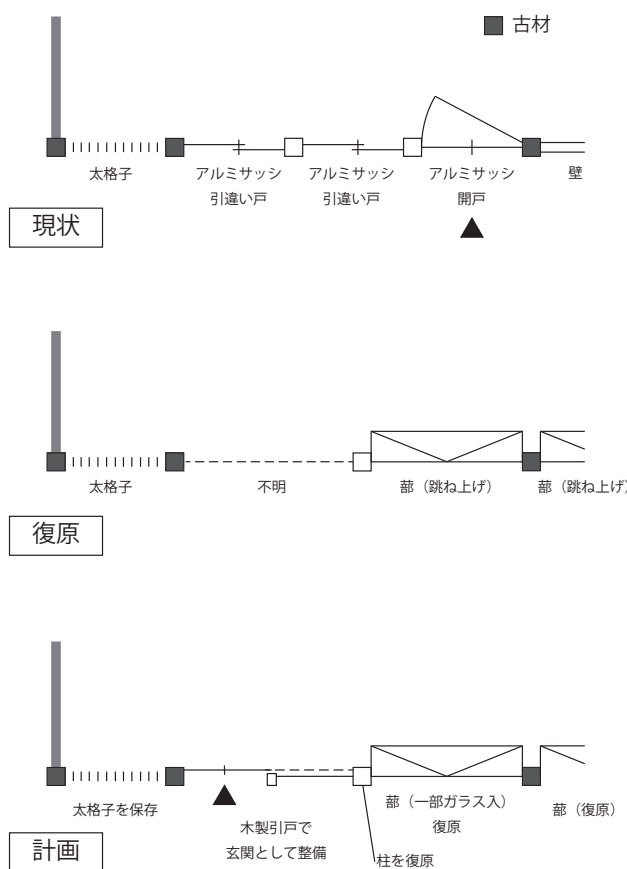 古材
太格子
アルミサッシ
引違い戸
アルミサッシ
引違い戸
アルミサッシ
開戸
壁
現状
太格子
不明
蔀（跳ね上げ）
蔀（跳ね上げ）
復原
太格子を保存
木製引戸で
玄関として整備
蔀（一部ガラス入）
復原
蔀（復原）
柱を復原
計画